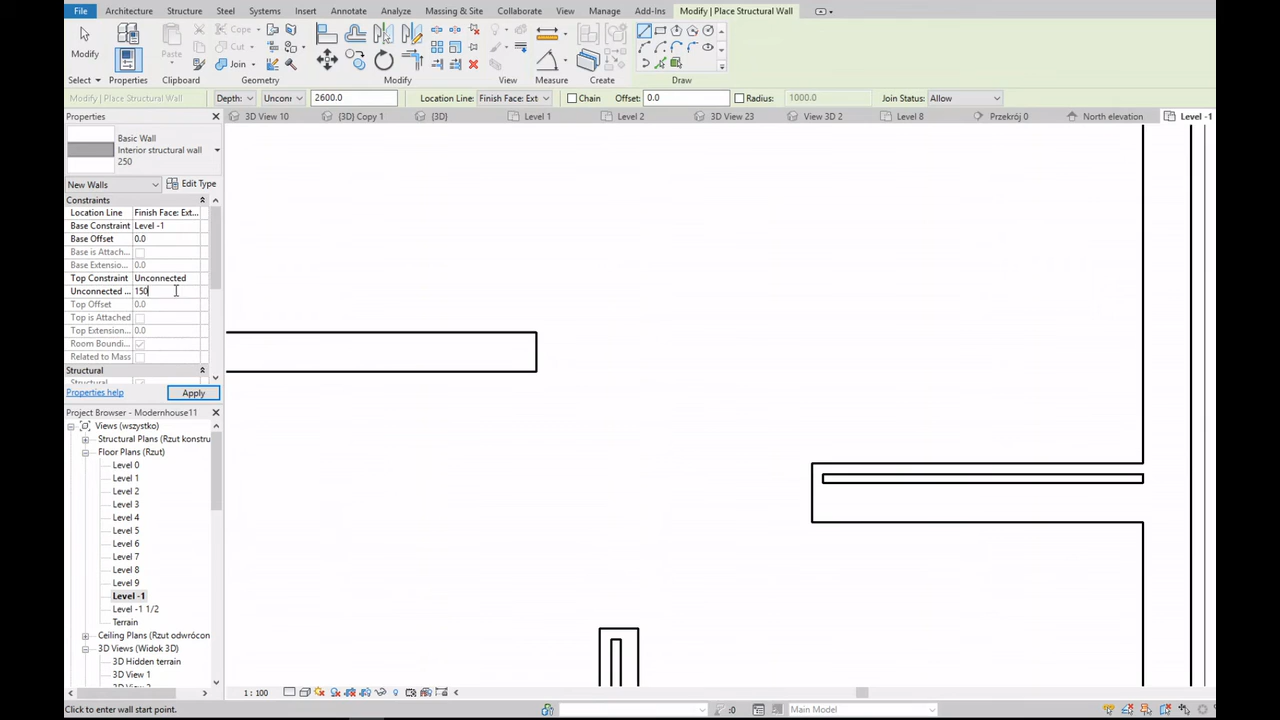 File Architecture Structure Steel Systems Insert Annotate Analyze Massing & Site Collaborate View Manage Add-Ins Modify | Place Structural Wall
Modify
Paste
Cope
Cut
Join
Select Properties Clipboard Geometry Modify View Measure Create Draw
Modify | Place Structural Wall Depth: Unconr 2600.0 Location Line: Finish Face: Ext Chain Offset: 0.0 Radius: 1000.0 Join Status: Allow
Properties
3D View 10 {3D} Copy 1 {3D} Level 1 Level 2 3D View 23 View 3D 2 Level 8 Przekrój 0 North elevation Level -1
Basic Wall
Interior structural wall
250
New Walls Edit Type
Constraints
Location Line Finish Face: Ext...
Base Constraint Level -1
Base Offset 0.0
Base is Attach...
Base Extensio... 0.0
Top Constraint Unconnected
Unconnected ... 150
Top Offset 0.0
Top is Attached
Top Extension... 0.0
Room Boundi...
Related to Mass
Structural
Structural
Properties help Apply
Project Browser - Modernhouse11
Views (wszystko)
Structural Plans (Rzut konstru
Floor Plans (Rzut)
Level 0
Level 1
Level 2
Level 3
Level 4
Level 5
Level 6
Level 7
Level 8
Level 9
Level -1
Level -1 1/2
Terrain
Ceiling Plans (Rzut odwrócon
3D Views (Widok 3D)
3D Hidden terrain
3D View 1
1 : 100
Click to enter wall start point. :0 Main Model